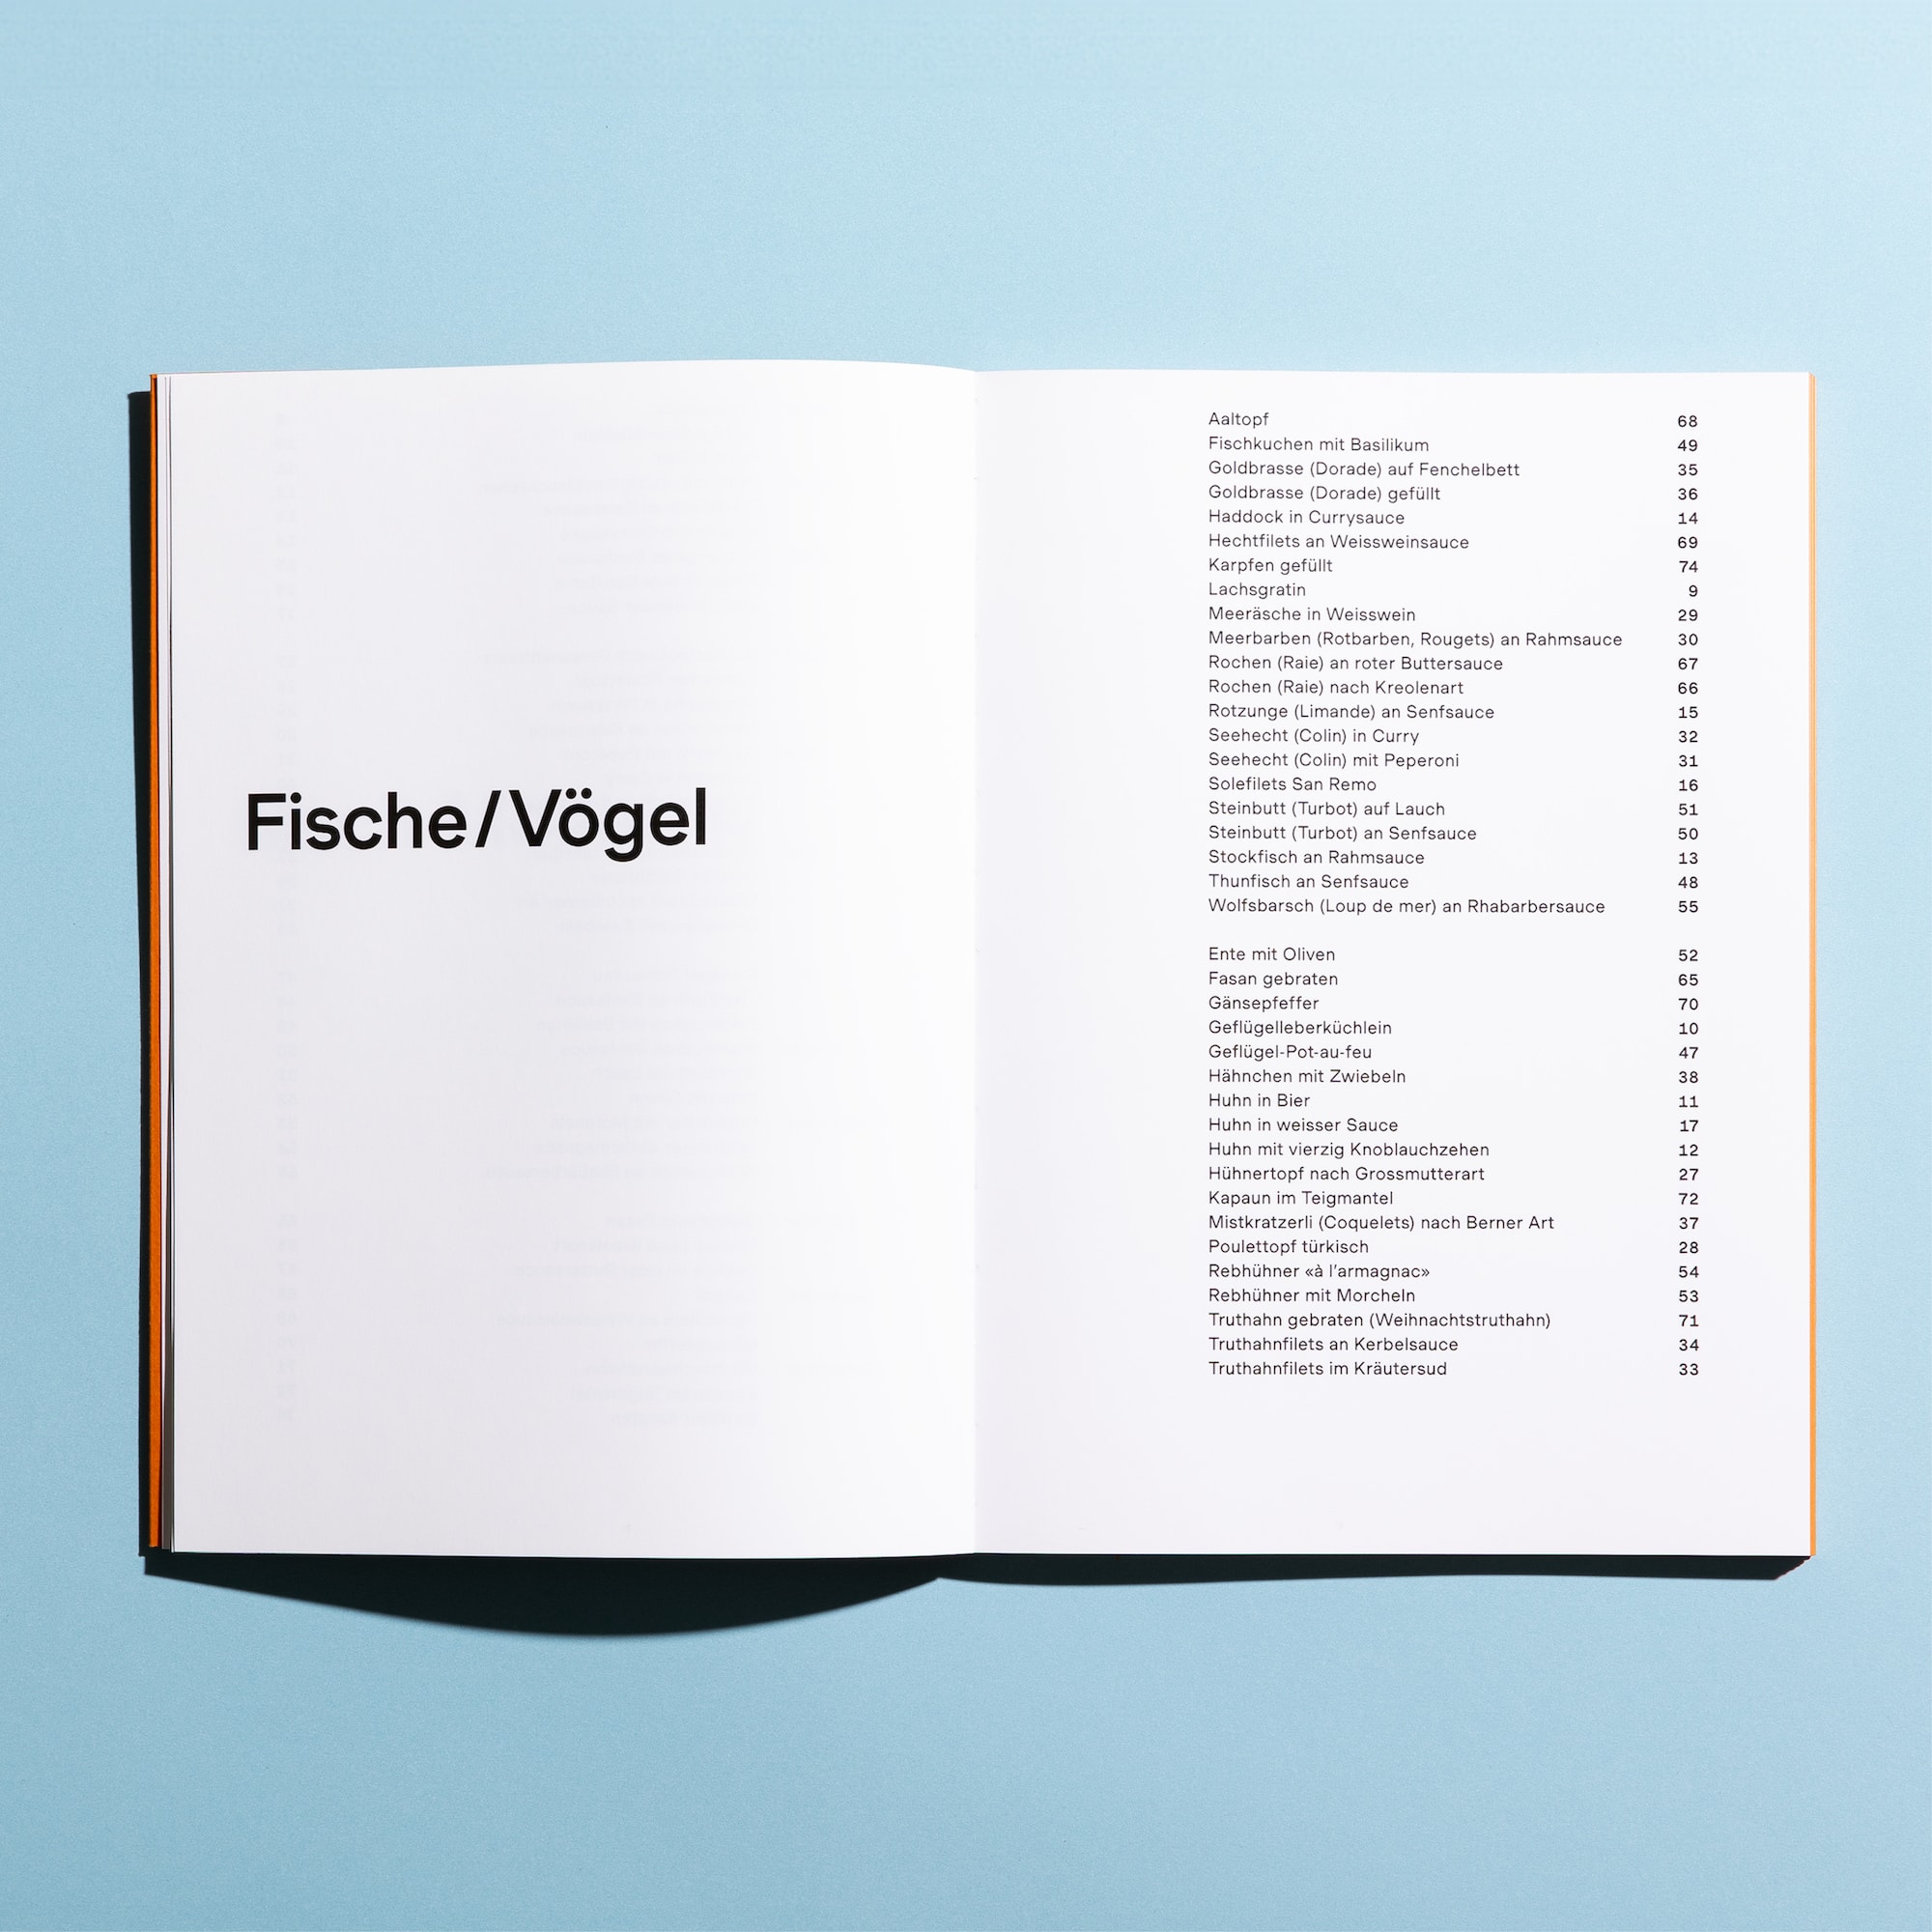 Fische/Vögel
Aaltopf 68
Fischkuchen mit Basilikum 49
Goldbrasse (Dorade) auf Fenchelbett 35
Goldbrasse (Dorade) gefüllt 36
Haddock in Currysauce 14
Hechtfilets an Weissweinsauce 69
Karpfen gefüllt 74
Lachsgratin 9
Meeräsche in Weisswein 29
Meerbarben (Rotbarben, Rougets) an Rahmsauce 30
Rochen (Raie) an roter Buttersauce 67
Rochen (Raie) nach Kreolenart 66
Rotzunge (Limande) an Senfsauce 15
Seehecht (Colin) in Curry 32
Seehecht (Colin) mit Peperoni 31
Solefilets San Remo 16
Steinbutt (Turbot) auf Lauch 51
Steinbutt (Turbot) an Senfsauce 50
Stockfisch an Rahmsauce 13
Thunfisch an Senfsauce 48
Wolfsbarsch (Loup de mer) an Rhabarbersauce 55
Ente mit Oliven 52
Fasan gebraten 65
Gänsepfeffer 70
Geflügelleberküchlein 10
Geflügel-Pot-au-feu 47
Hähnchen mit Zwiebeln 38
Huhn in Bier 11
Huhn in weisser Sauce 17
Huhn mit vierzig Knoblauchzehen 12
Hühnertopf nach Grossmutterart 27
Kapaun im Teigmantel 72
Mistkratzerli (Coquelets) nach Berner Art 37
Poulettopf türkisch 28
Rebhühner «à l'armagnac» 54
Rebhühner mit Morcheln 53
Truthahn gebraten (Weihnachtstruthahn) 71
Truthahnfilets an Kerbelsauce 34
Truthahnfilets im Kräutersud 33